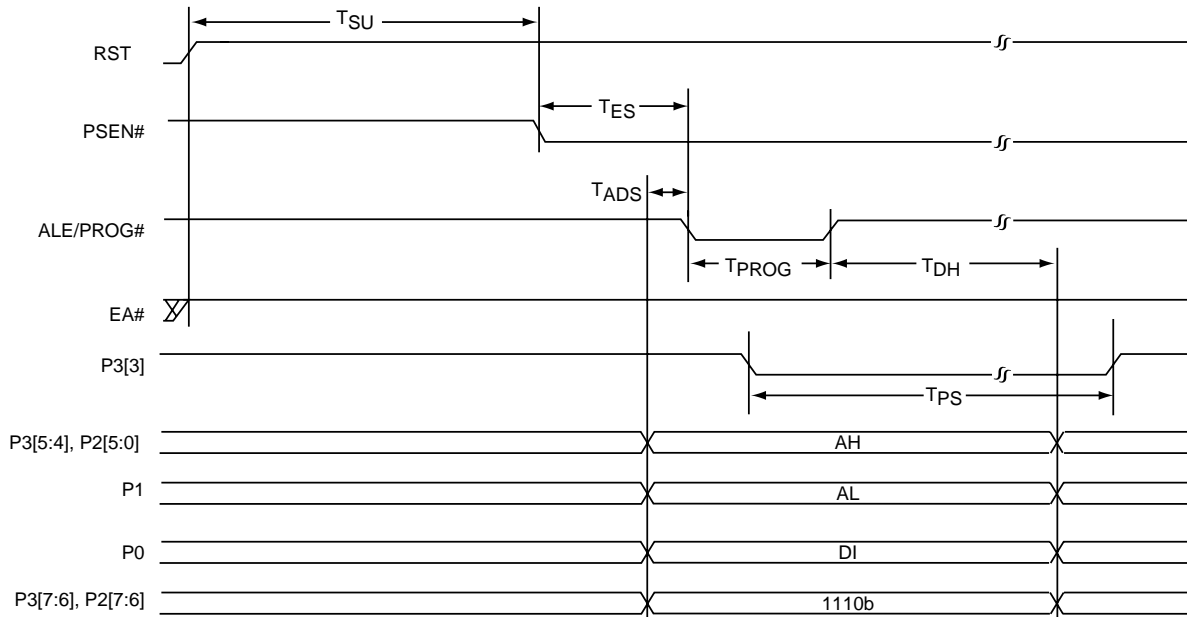 TSU
RST
TES
PSEN#
TADS
ALE/PROG#
TPROG
TDH
EA#
P3[3]
TPS
P3[5:4], P2[5:0]
AH
P1
AL
P0
DI
P3[7:6], P2[7:6]
1110b